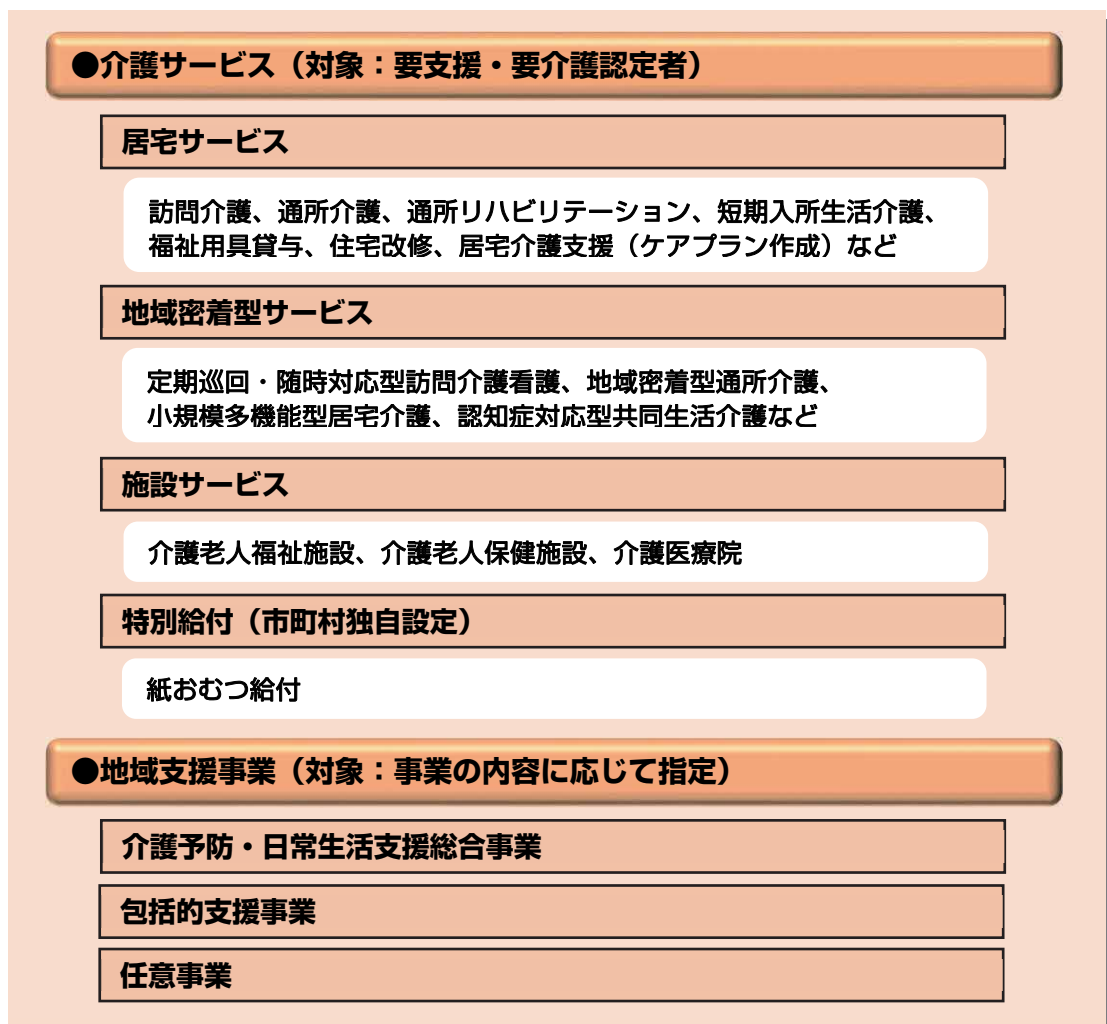 ●介護サービス（対象：要支援・要介護認定者）
居宅サービス
訪問介護、通所介護、通所リハビリテーション、短期入所生活介護、
福祉用具貸与、住宅改修、居宅介護支援（ケアプラン作成）など
地域密着型サービス
定期巡回・随時対応型訪問介護看護、地域密着型通所介護、
小規模多機能型居宅介護、認知症対応型共同生活介護など
施設サービス
介護老人福祉施設、介護老人保健施設、介護医療院
特別給付（市町村独自設定）
紙おむつ給付
●地域支援事業（対象：事業の内容に応じて指定）
介護予防・日常生活支援総合事業
包括的支援事業
任意事業